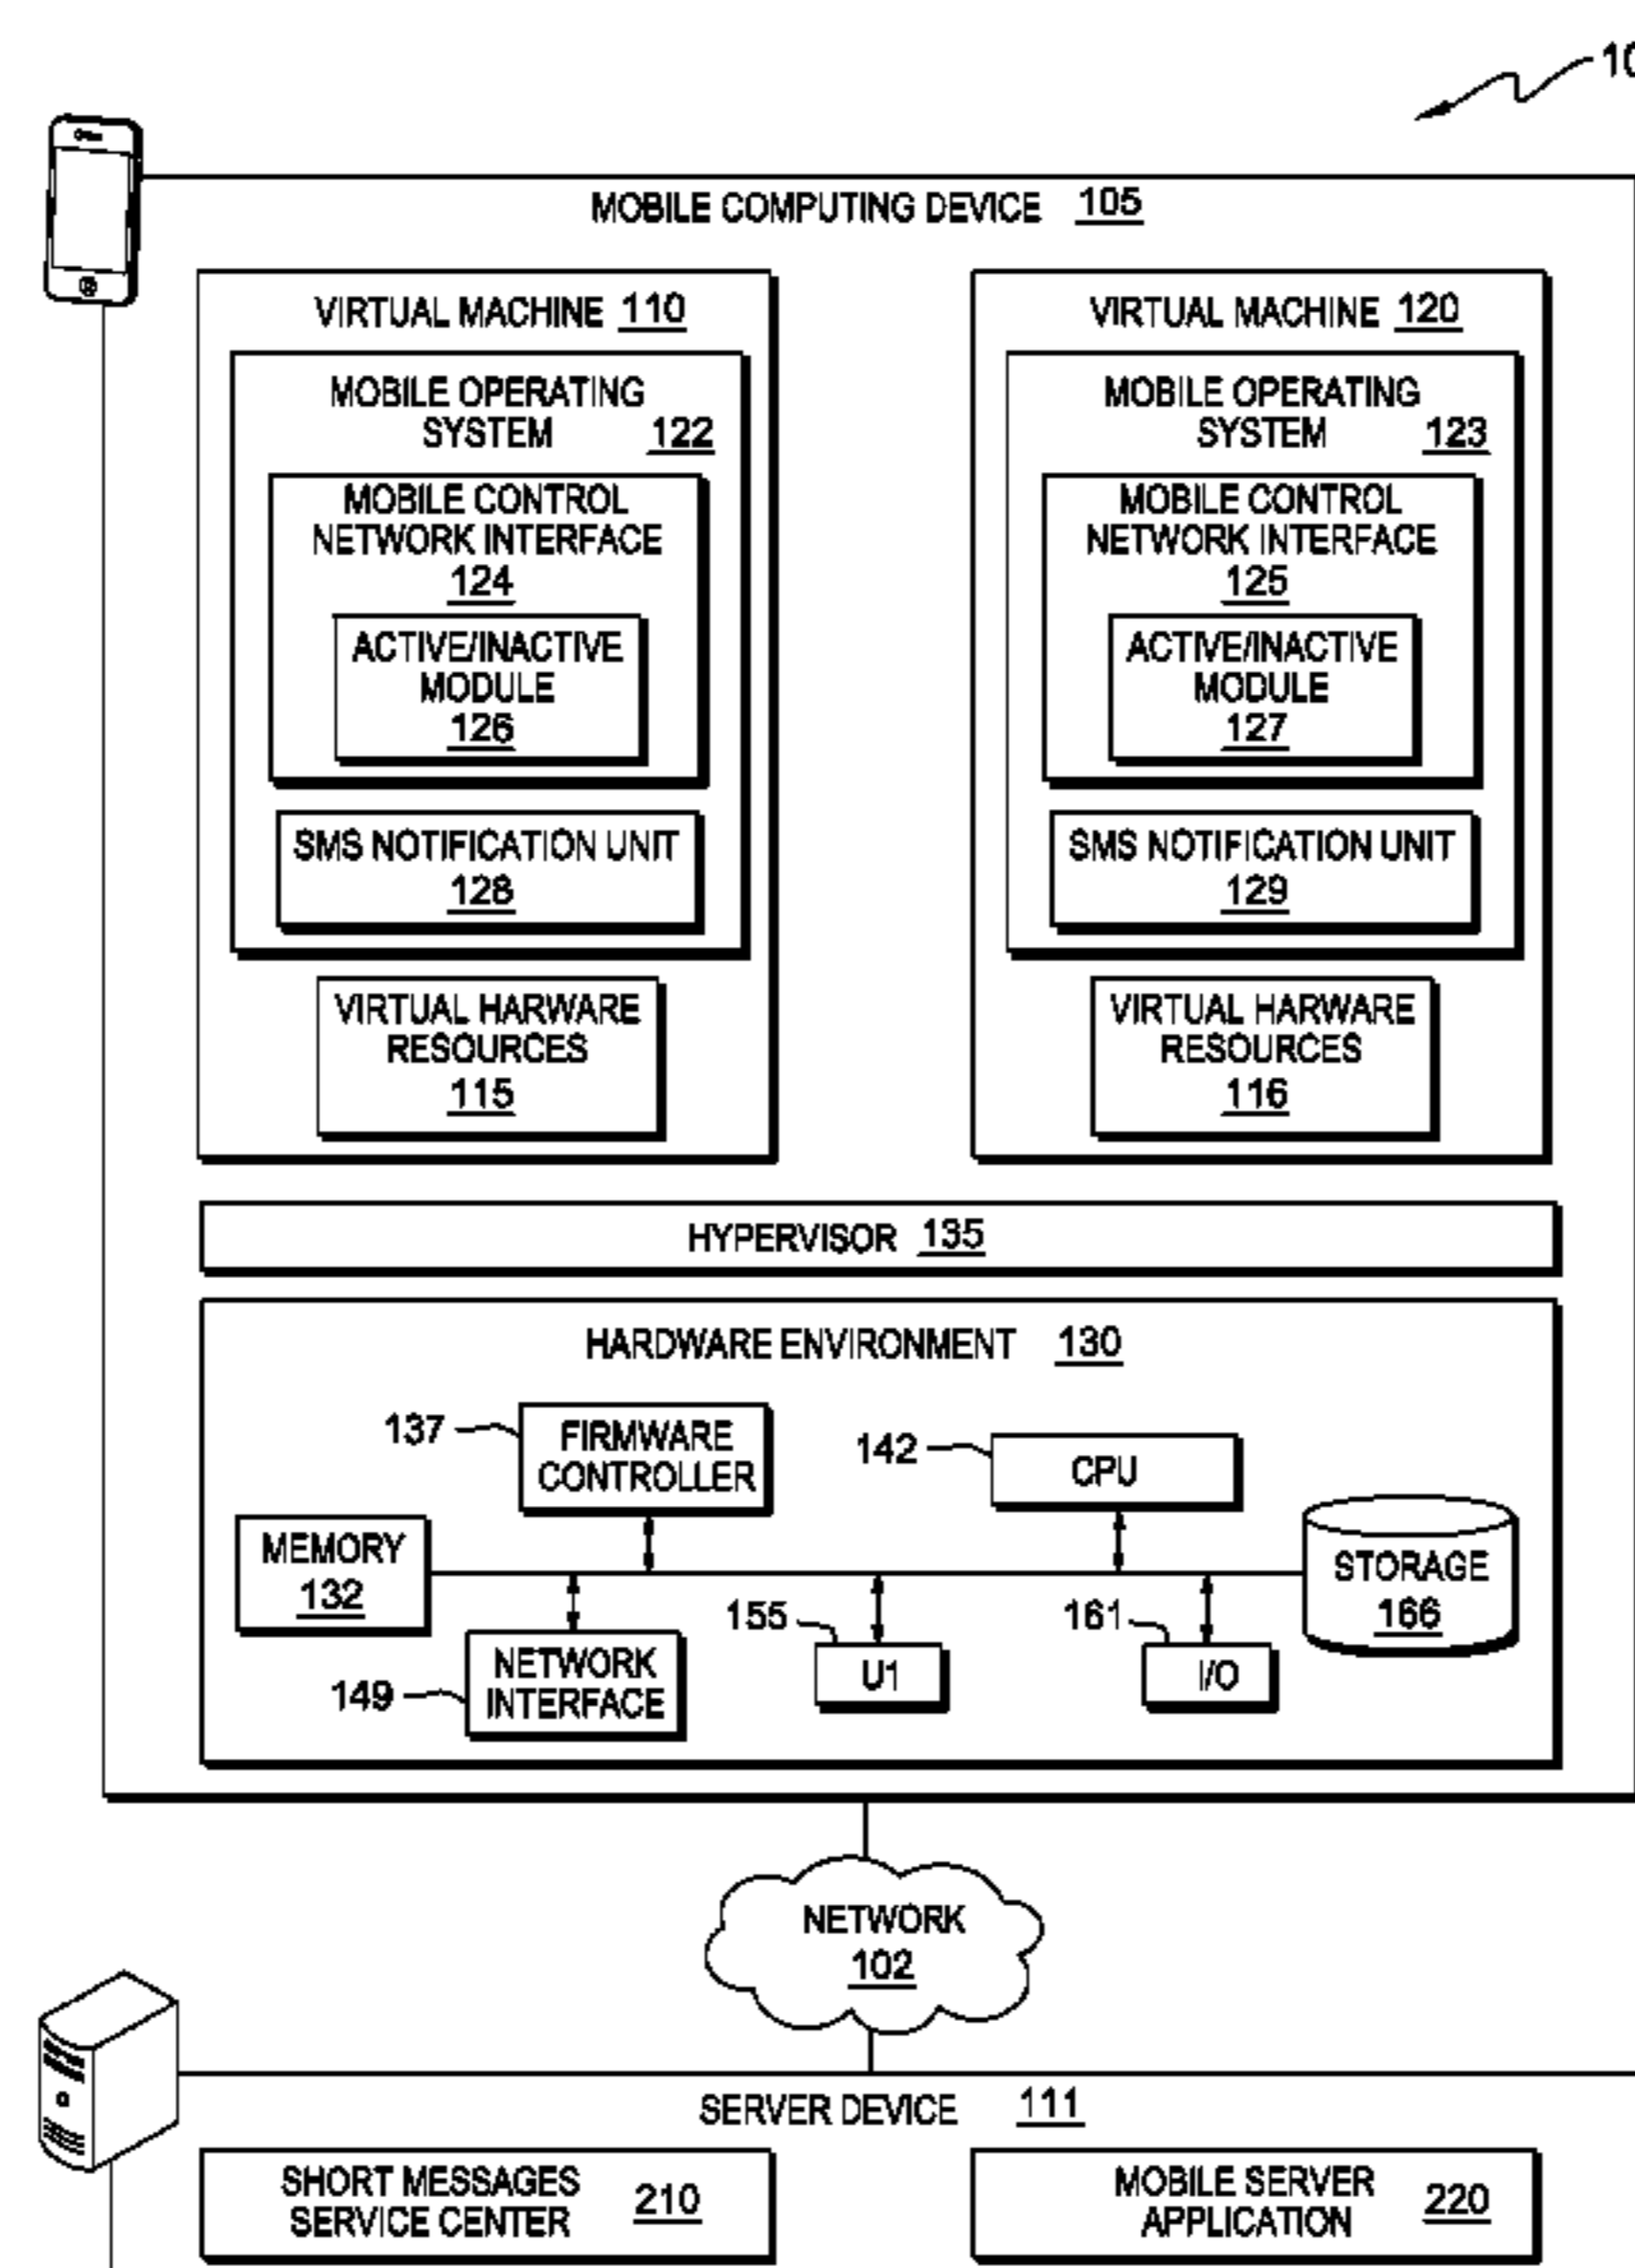 10
MOBILE COMPUTING DEVICE 105
VIRTUAL MACHINE 110
MOBILE OPERATING
SYSTEM 122
MOBILE CONTROL
NETWORK INTERFACE
124
ACTIVE/INACTIVE
MODULE
126
SMS NOTIFICATION UNIT
128
VIRTUAL HARWARE
RESOURCES
115
VIRTUAL MACHINE 120
MOBILE OPERATING
SYSTEM 123
MOBILE CONTROL
NETWORK INTERFACE
125
ACTIVE/INACTIVE
MODULE
127
SMS NOTIFICATION UNIT
129
VIRTUAL HARWARE
RESOURCES
116
HYPERVISOR 135
HARDWARE ENVIRONMENT 130
137
FIRMWARE
CONTROLLER
142
CPU
MEMORY
132
STORAGE
166
149
NETWORK
INTERFACE
155
U1
161
I/O
NETWORK
102
SERVER DEVICE 111
SHORT MESSAGES
SERVICE CENTER
210
MOBILE SERVER
APPLICATION
220